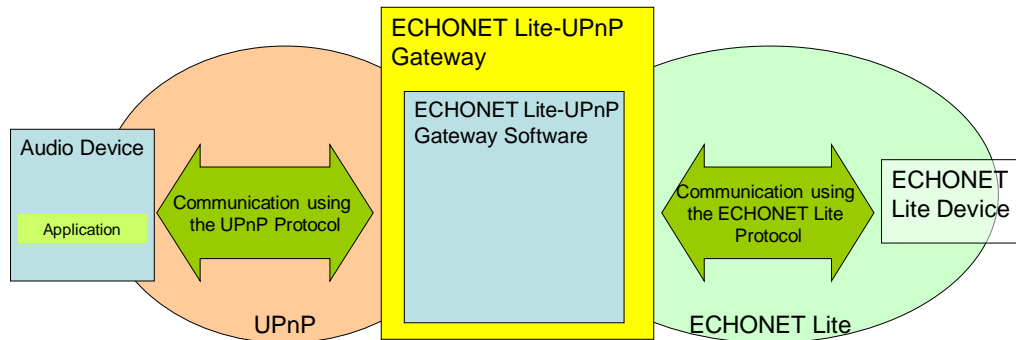 ECHONET Lite-UPnP
Gateway
ECHONET Lite-UPnP
Gateway Software
Audio Device
Application
Communication using
the UPnP Protocol
Communication using
the ECHONET Lite
Protocol
ECHONET
Lite Device
UPnP
ECHONET Lite